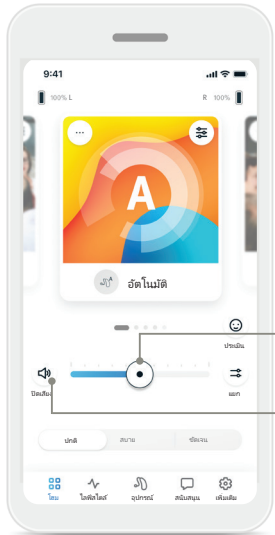 9:41
100% L
R 100%
A
อัตโนมัติ
ประเมิน
ปิดเสียง
แยก
ปกติ สบาย ชัดเจน
โฮม ไลฟ์สไตล์ อุปกรณ์ สนับสนุน เพิ่มเติม